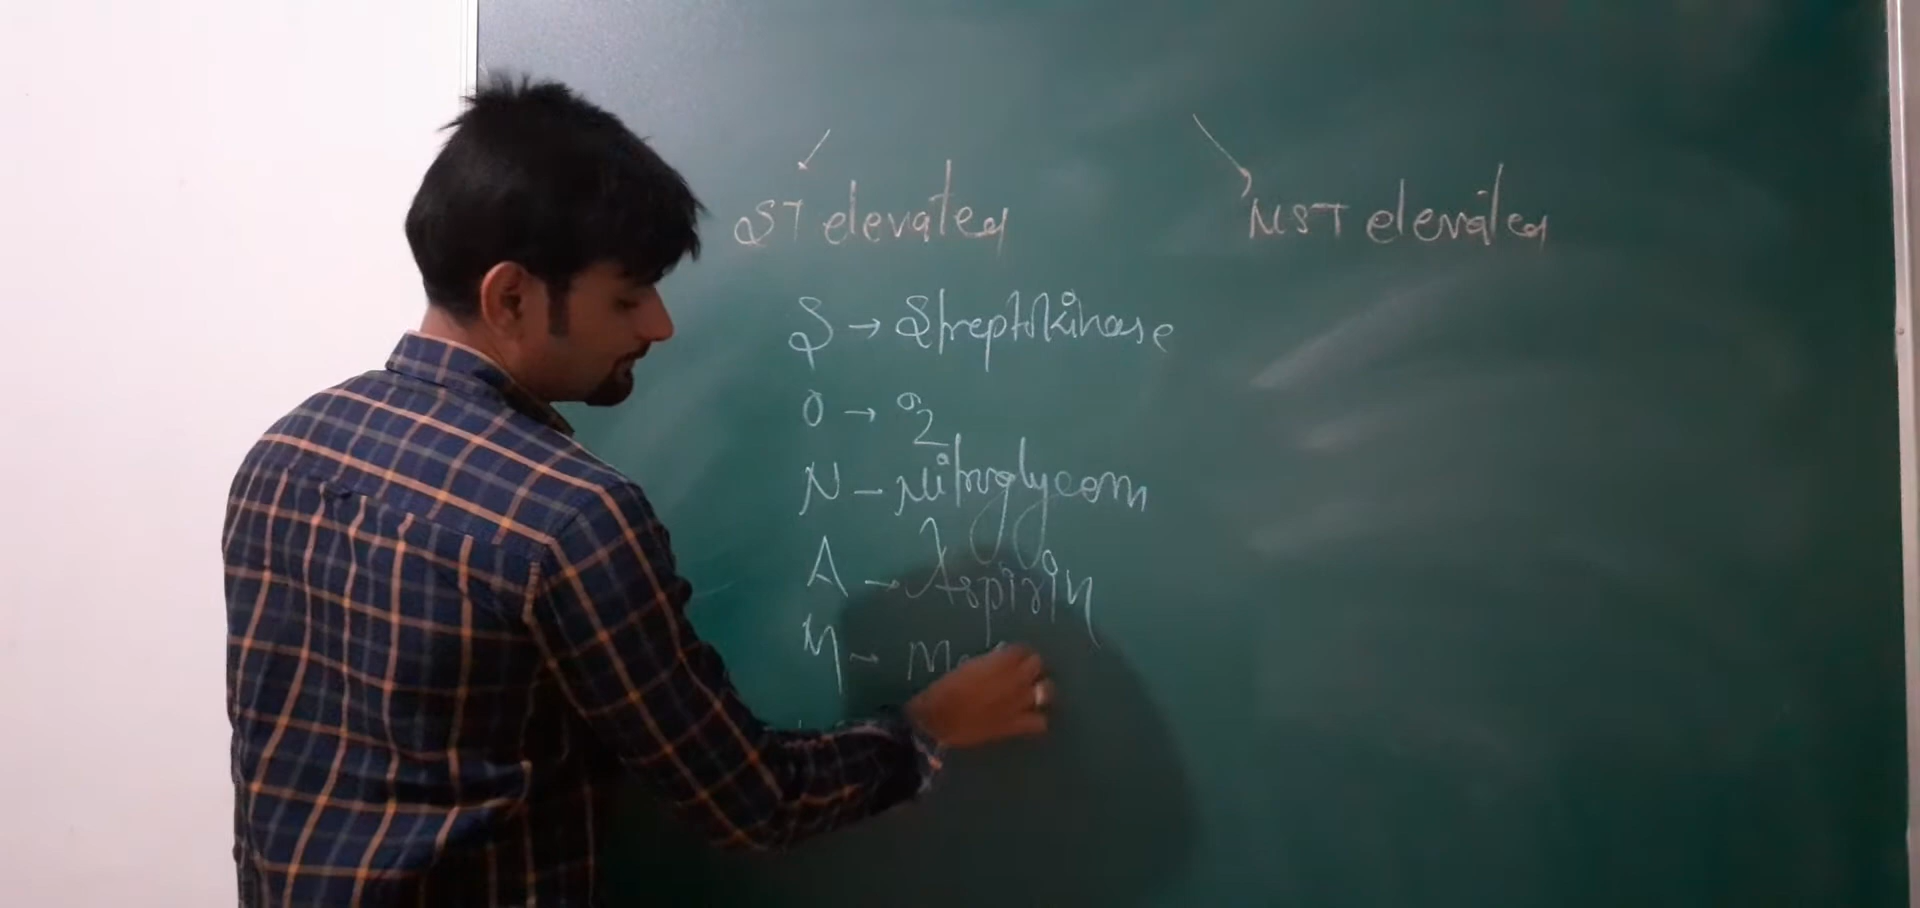 ST elevated
NST elevated
S → Streptokinase
O → O2
N – Nitroglycerin
A → Aspirin
M →